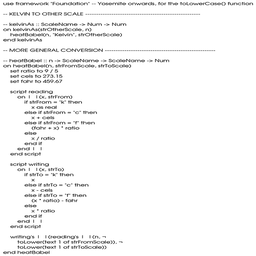 use framework "Foundation" -- Yosemite onwards, for the toLowerCase() function
-- KELVIN TO OTHER SCALE -----------------------------------------------
-- kelvinAs :: ScaleName -> Num -> Num
on kelvinAs(strOtherScale, n)
heatBabel(n, "Kelvin", strOtherScale)
end kelvinAs
-- MORE GENERAL CONVERSION ---------------------------------------------
-- heatBabel :: n -> ScaleName -> ScaleName -> Num
on heatBabel(n, strFromScale, strToScale)
set ratio to 9 / 5
set cels to 273.15
set fahr to 459.67
script reading
on | |(x, strFrom)
if strFrom = "k" then
x as real
else if strFrom = "c" then
x + cels
else if strFrom = "f" then
(fahr + x) * ratio
else
x / ratio
end if
end | |
end script
script writing
on | |(x, strTo)
if strTo = "k" then
x
else if strTo = "c" then
x - cels
else if strTo = "f" then
(x * ratio) - fahr
else
x * ratio
end if
end | |
end script
writing's | |(reading's | |(n, ¬
toLower(text 1 of strFromScale)), ¬
toLower(text 1 of strToScale))
end heatBabel